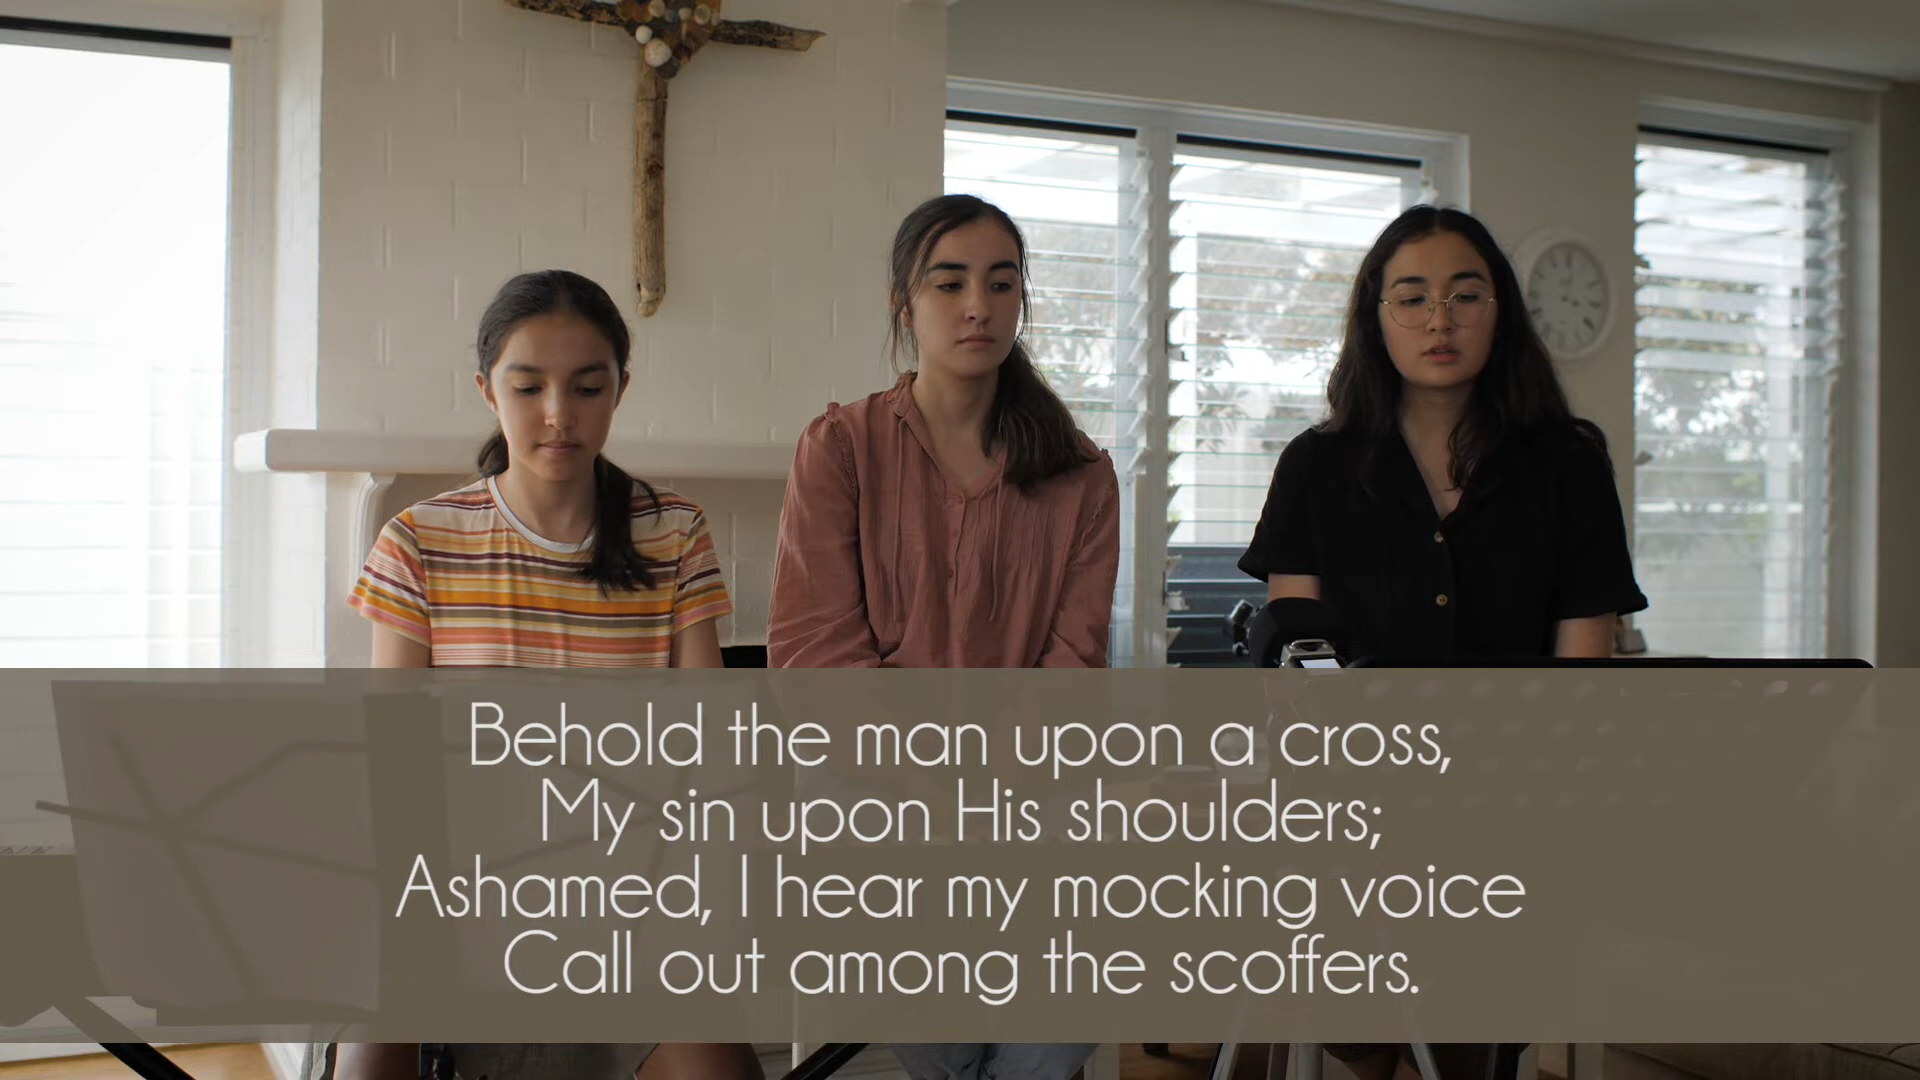 Behold the man upon a cross,
My sin upon His shoulders;
Ashamed, I hear my mocking voice
Call out among the scoffers.